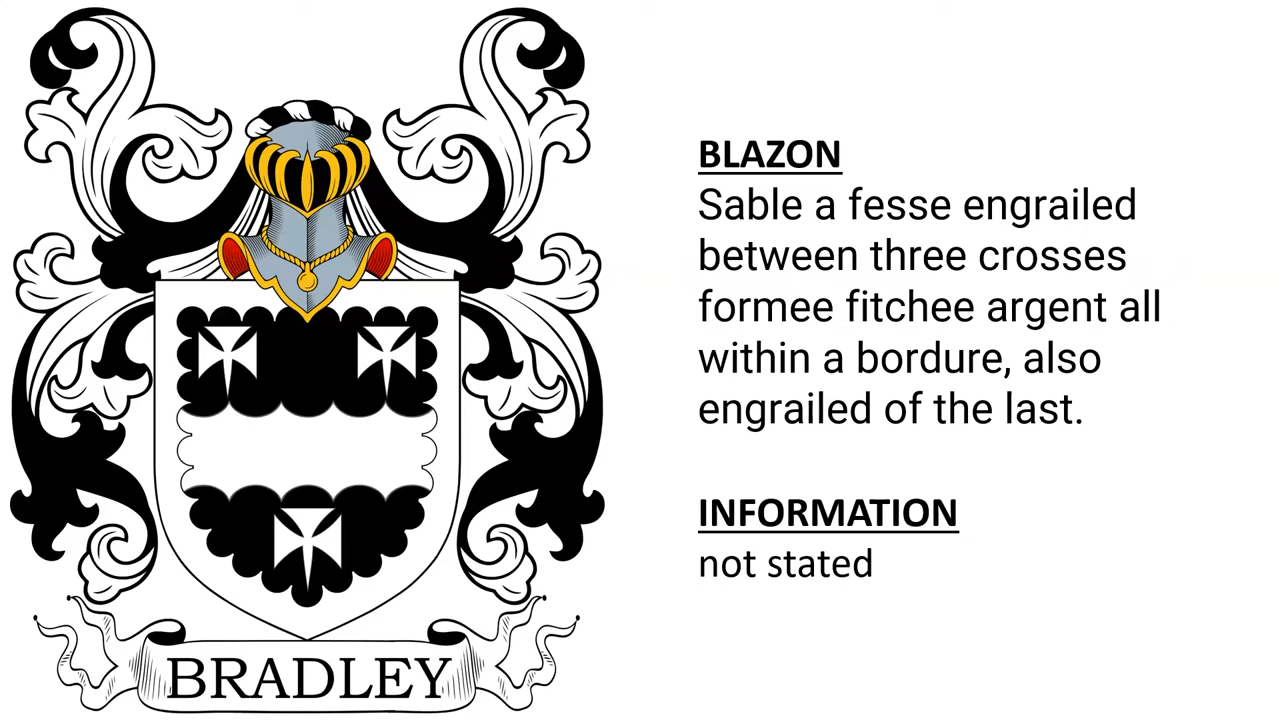 BLAZON
Sable a fesse engrailed
between three crosses
formee fitchee argent all
within a bordure, also
engrailed of the last.
INFORMATION
not stated
BRADLEY